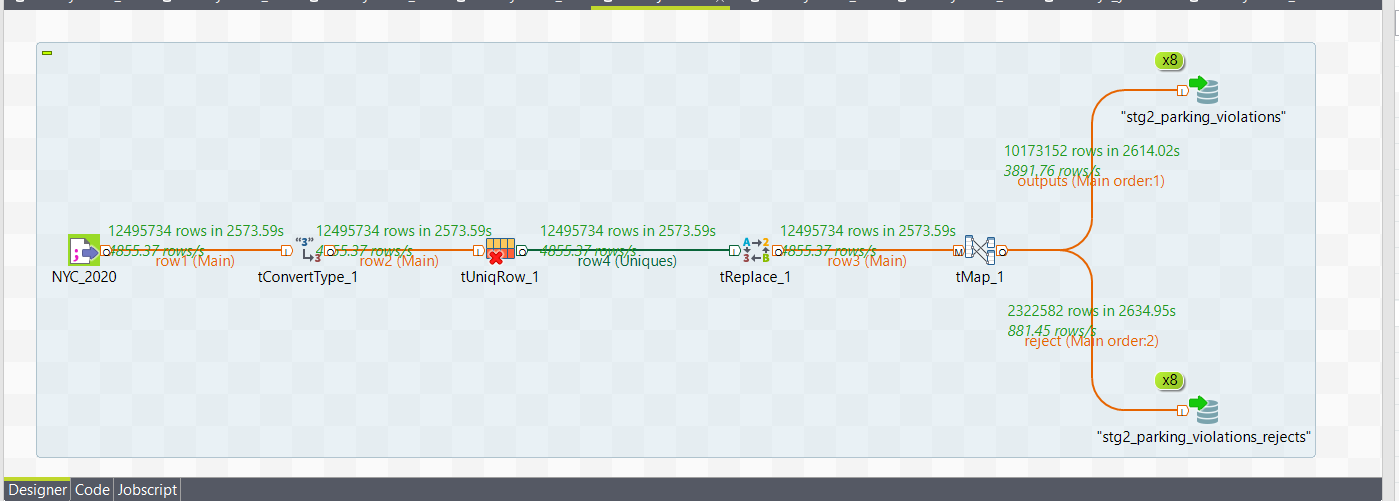 x8
"stg2_parking_violations"
10173152 rows in 2614.02s
3891.76 rows/s
outputs (Main order:1)
12495734 rows in 2573.59s
4855.37 rows/s
row1 (Main)
12495734 rows in 2573.59s
4855.37 rows/s
row2 (Main)
12495734 rows in 2573.59s
4855.37 rows/s
row4 (Uniques)
12495734 rows in 2573.59s
4855.37 rows/s
row3 (Main)
NYC_2020
"3"
3
tConvertType_1
tUniqRow_1
A 2
3 B
tReplace_1
M
tMap_1
2322582 rows in 2634.95s
881.45 rows/s
reject (Main order:2)
x8
"stg2_parking_violations_rejects"
Designer
Code
Jobscript